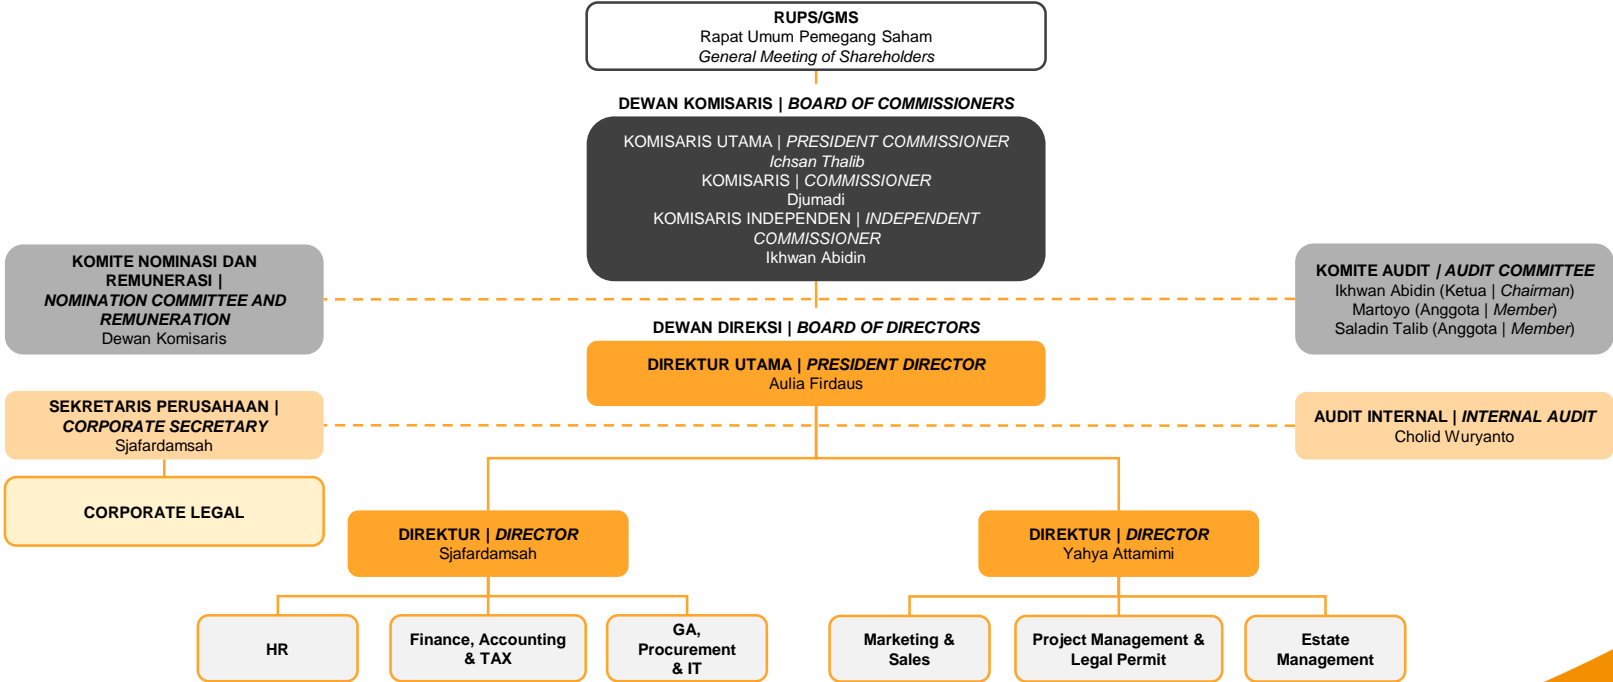 RUPS/GMS
Rapat Umum Pemegang Saham
General Meeting of Shareholders
DEWAN KOMISARIS | BOARD OF COMMISSIONERS
KOMISARIS UTAMA | PRESIDENT COMMISSIONER
Ichsan Thalib
KOMISARIS | COMMISSIONER
Djumadi
KOMISARIS INDEPENDEN | INDEPENDENT
COMMISSIONER
Ikhwan Abidin
KOMITE NOMINASI DAN
REMUNERASI |
NOMINATION COMMITTEE AND
REMUNERATION
Dewan Komisaris
KOMITE AUDIT | AUDIT COMMITTEE
Ikhwan Abidin (Ketua | Chairman)
Martoyo (Anggota | Member)
Saladin Talib (Anggota | Member)
DEWAN DIREKSI | BOARD OF DIRECTORS
DIREKTUR UTAMA | PRESIDENT DIRECTOR
Aulia Firdaus
SEKRETARIS PERUSAHAAN |
CORPORATE SECRETARY
Sjafardamsah
AUDIT INTERNAL | INTERNAL AUDIT
Cholid Wuryanto
CORPORATE LEGAL
DIREKTUR | DIRECTOR
Sjafardamsah
DIREKTUR | DIRECTOR
Yahya Attamimi
HR
Finance, Accounting
& TAX
GA,
Procurement
& IT
Marketing &
Sales
Project Management &
Legal Permit
Estate
Management